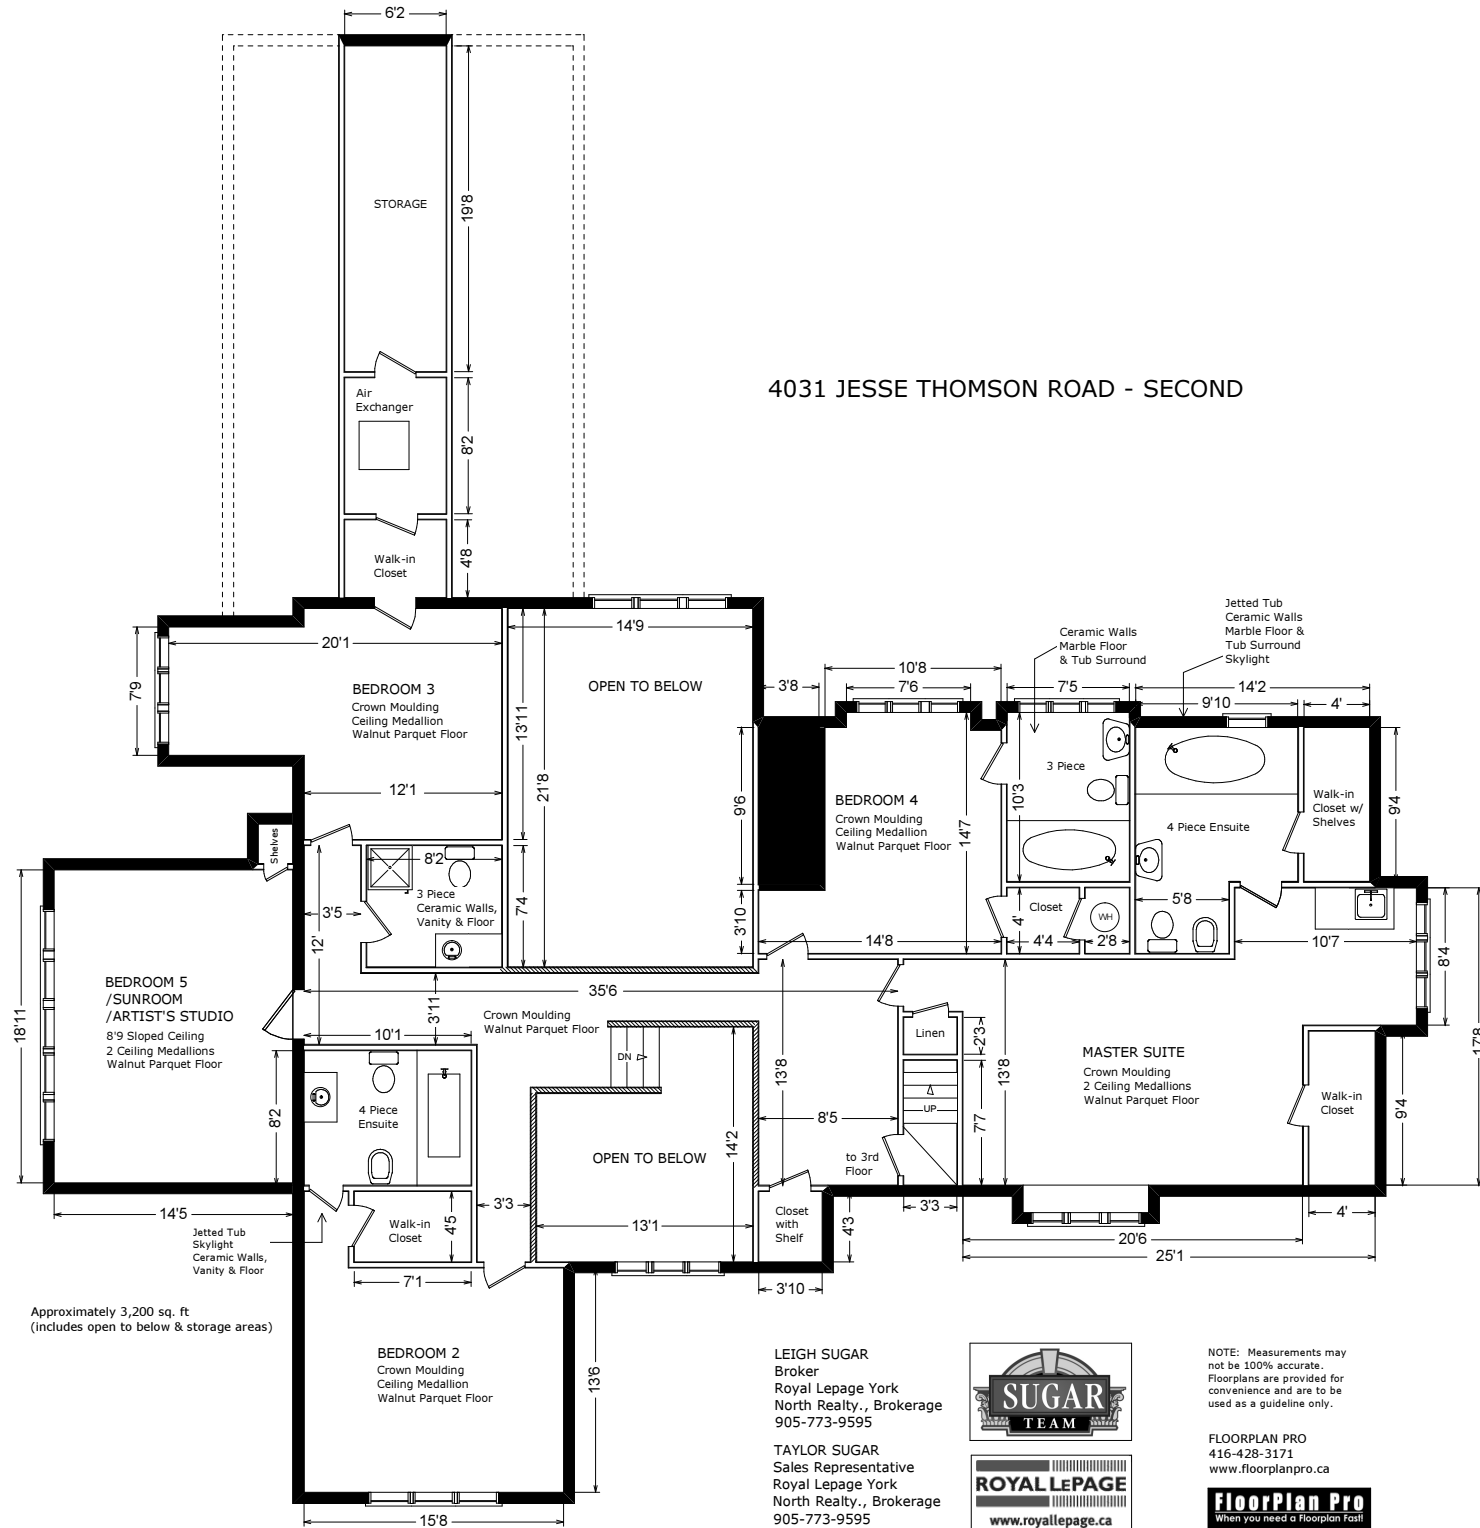 6'2
19'8
STORAGE
4031 JESSE THOMSON ROAD - SECOND
Air
Exchanger
8'2
Walk-in
Closet
4'8
20'1
7'9
BEDROOM 3
Crown Moulding
Ceiling Medallion
Walnut Parquet Floor
13'11
12'1
14'9
OPEN TO BELOW
21'8
9'6
3'10
3'8
10'8
7'6
Ceramic Walls
Marble Floor
& Tub Surround
7'5
Jetted Tub
Ceramic Walls
Marble Floor &
Tub Surround
Skylight
14'2
9'10
4'
3 Piece
10'3
BEDROOM 4
Crown Moulding
Ceiling Medallion
Walnut Parquet Floor
14'7
14'8
4 Piece Ensuite
Walk-in
Closet w/
Shelves
9'4
Closet
4'
4'4
WH
2'8
5'8
10'7
8'4
17'8
Shelves
8'2
3 Piece
Ceramic Walls,
Vanity & Floor
7'4
3'5
12'
BEDROOM 5
/SUNROOM
/ARTIST'S STUDIO
8'9 Sloped Ceiling
2 Ceiling Medallions
Walnut Parquet Floor
18'11
14'5
35'6
3'11
Crown Moulding
Walnut Parquet Floor
10'1
4 Piece
Ensuite
8'2
DN
Linen
2'3
UP
7'7
13'8
8'5
to 3rd
Floor
3'3
13'8
MASTER SUITE
Crown Moulding
2 Ceiling Medallions
Walnut Parquet Floor
Walk-in
Closet
9'4
4'
20'6
25'1
OPEN TO BELOW
14'2
13'1
3'3
Closet
with
Shelf
4'3
3'10
Jetted Tub
Skylight
Ceramic Walls,
Vanity & Floor
Walk-in
Closet
4'5
7'1
Approximately 3,200 sq. ft
(includes open to below & storage areas)
BEDROOM 2
Crown Moulding
Ceiling Medallion
Walnut Parquet Floor
13'6
15'8
LEIGH SUGAR
Broker
Royal Lepage York
North Realty., Brokerage
905-773-9595
TAYLOR SUGAR
Sales Representative
Royal Lepage York
North Realty., Brokerage
905-773-9595
SUGAR
TEAM
ROYAL LEPAGE
www.royallepage.ca
NOTE: Measurements may
not be 100% accurate.
Floorplans are provided for
convenience and are to be
used as a guideline only.
FLOORPLAN PRO
416-428-3171
www.floorplanpro.ca
FloorPlan Pro
When you need a Floorplan Fast!